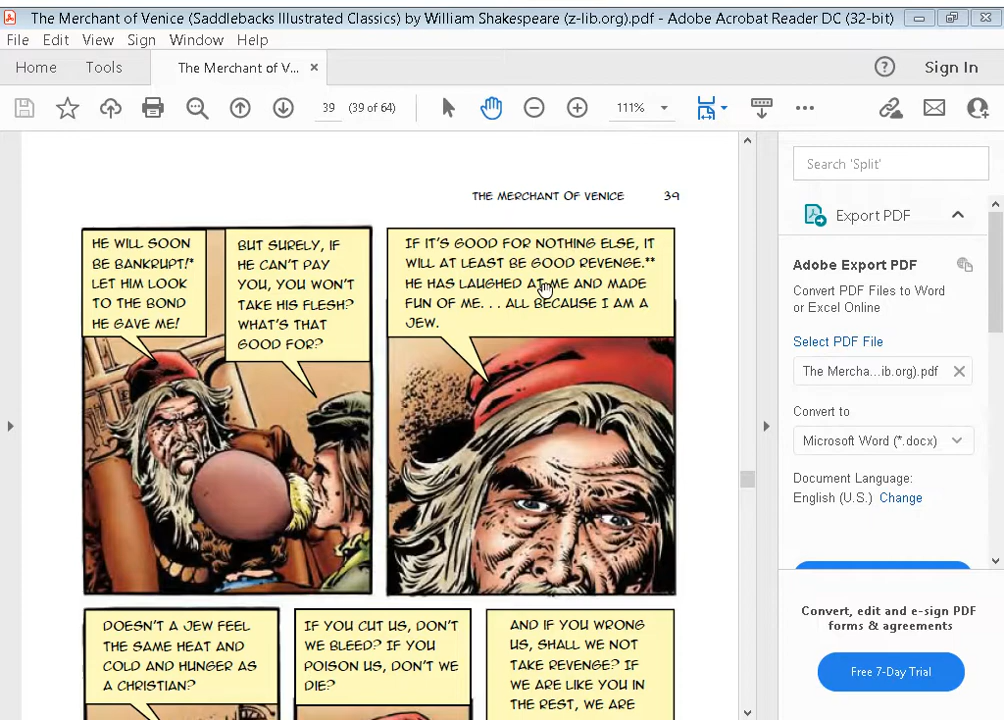 The Merchant of Venice (Saddlebacks Illustrated Classics) by William Shakespeare (z-lib.org).pdf - Adobe Acrobat Reader DC (32-bit)
File Edit View Sign Window Help
Home Tools The Merchant of V... Sign In
39 (39 of 64) 111%
THE MERCHANT OF VENICE 39
HE WILL SOON
BE BANKRUPT!*
LET HIM LOOK
TO THE BOND
HE GAVE ME!
BUT SURELY, IF
HE CAN'T PAY
YOU, YOU WON'T
TAKE HIS FLESH?
WHAT'S THAT
GOOD FOR?
IF IT'S GOOD FOR NOTHING ELSE, IT
WILL AT LEAST BE GOOD REVENGE.**
HE HAS LAUGHED AT ME AND MADE
FUN OF ME. . . ALL BECAUSE I AM A
JEW.
DOESN'T A JEW FEEL
THE SAME HEAT AND
COLD AND HUNGER AS
A CHRISTIAN?
IF YOU CUT US, DON'T
WE BLEED? IF YOU
POISON US, DON'T WE
DIE?
AND IF YOU WRONG
US, SHALL WE NOT
TAKE REVENGE? IF
WE ARE LIKE YOU IN
THE REST, WE ARE
Search 'Split'
Export PDF
Adobe Export PDF
Convert PDF Files to Word
or Excel Online
Select PDF File
The Mercha...ib.org).pdf
Convert to
Microsoft Word (*.docx)
Document Language:
English (U.S.) Change
Convert, edit and e-sign PDF
forms & agreements
Free 7-Day Trial